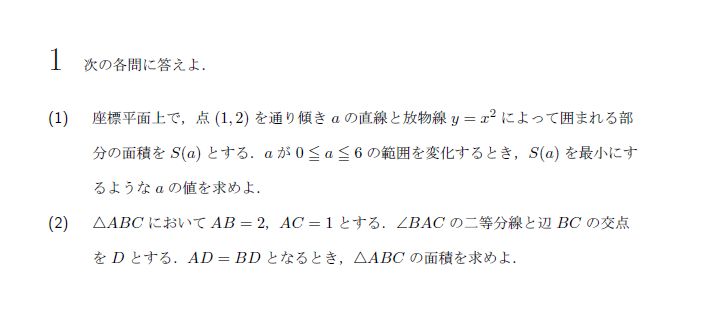 1 次の各問に答えよ.
(1) 座標平面上で，点 (1, 2) を通り傾き a の直線と放物線 y = x² によって囲まれる部
分の面積を S(a) とする．a が 0 ≦ a ≦ 6 の範囲を変化するとき，S(a) を最小にす
るような a の値を求めよ．
(2) △ABC において AB = 2，AC = 1 とする．∠BAC の二等分線と辺 BC の交点
を D とする．AD = BD となるとき，△ABC の面積を求めよ．